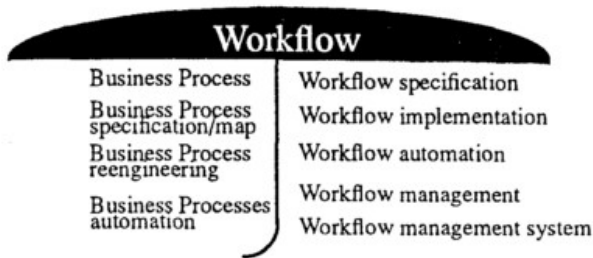 Workflow
Business Process
Business Process
specification/map
Business Process
reengineering
Business Processes
automation
Workflow specification
Workflow implementation
Workflow automation
Workflow management
Workflow management system